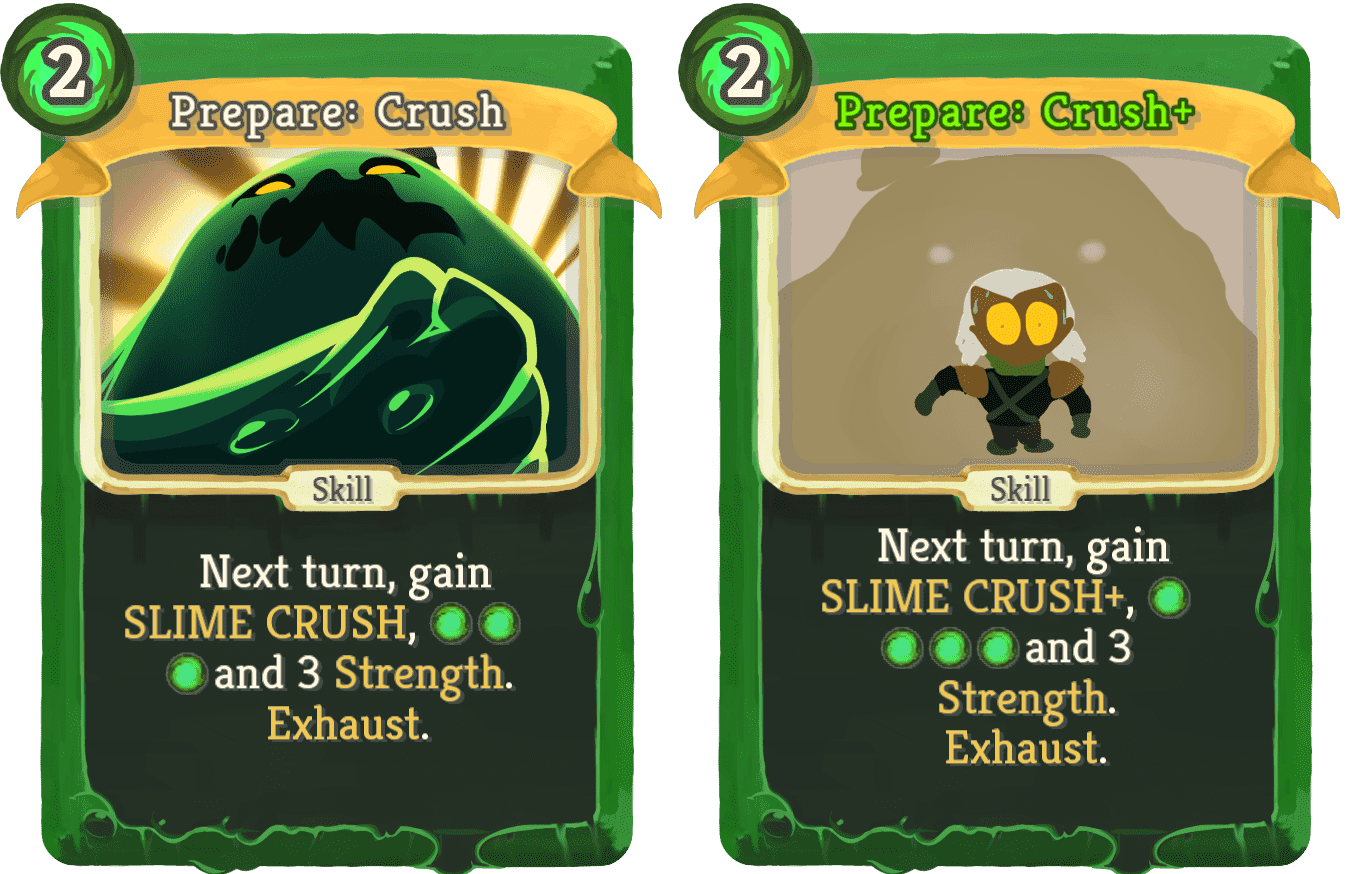 2
Prepare: Crush
Skill
Next turn, gain
SLIME CRUSH,
and 3 Strength.
Exhaust.
2
Prepare: Crush+
Skill
Next turn, gain
SLIME CRUSH+,
and 3
Strength.
Exhaust.